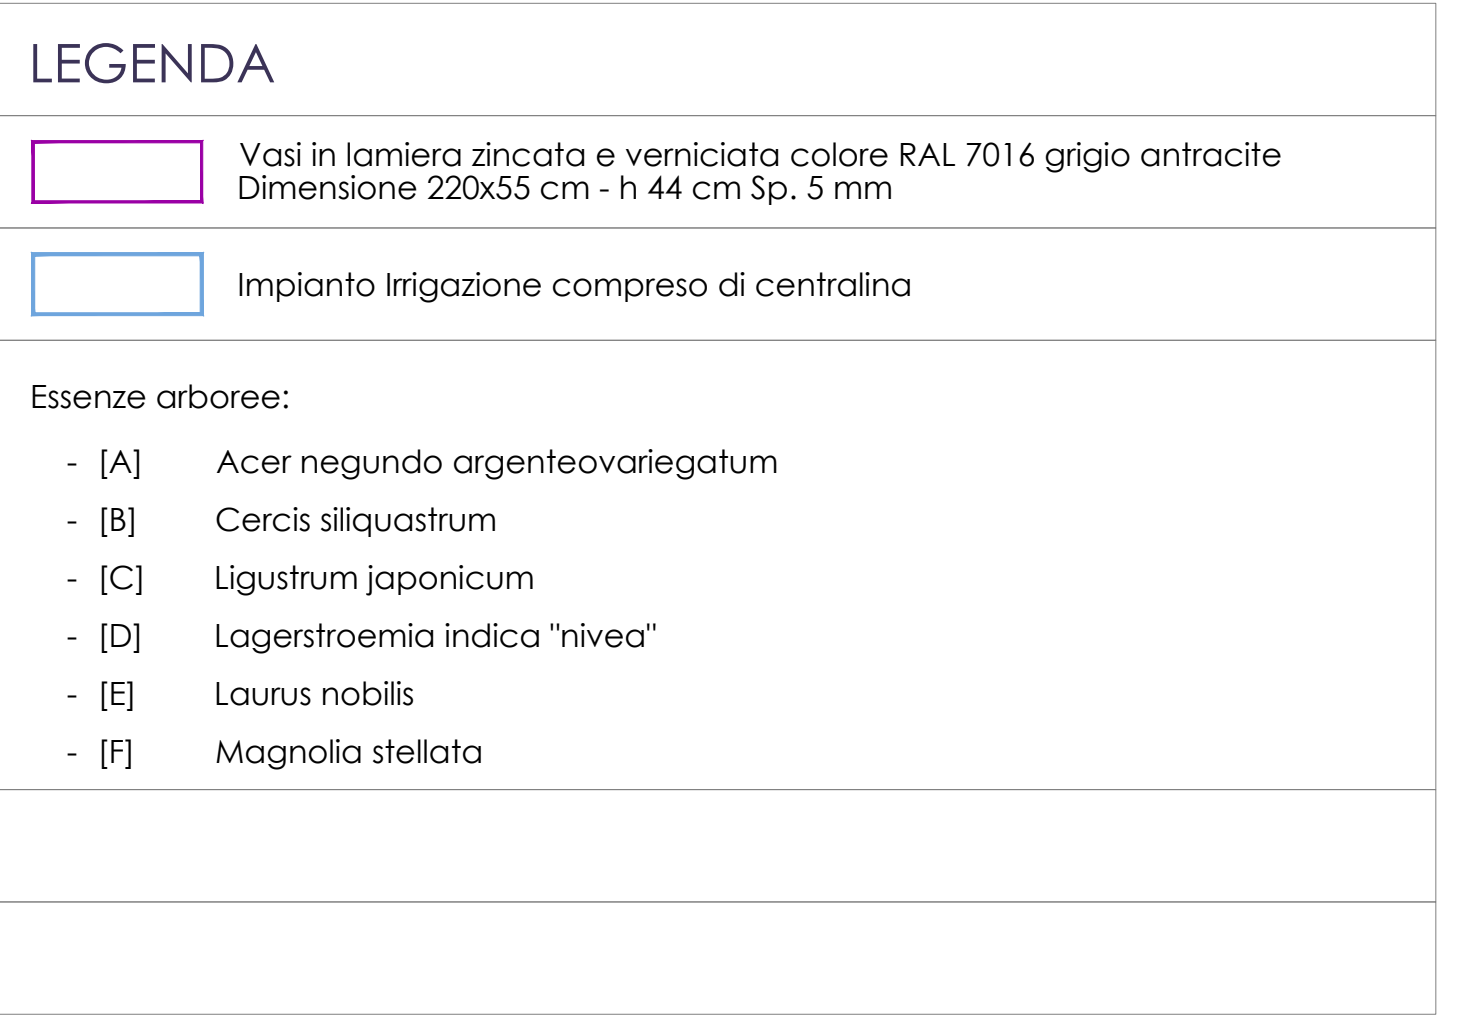 LEGENDA
Vasi in lamiera zincata e verniciata colore RAL 7016 grigio antracite
Dimensione 220x55 cm - h 44 cm Sp. 5 mm
Impianto Irrigazione compreso di centralina
Essenze arboree:
- [A] Acer negundo argenteovariegatum
- [B] Cercis siliquastrum
- [C] Ligustrum japonicum
- [D] Lagerstroemia indica "nivea"
- [E] Laurus nobilis
- [F] Magnolia stellata